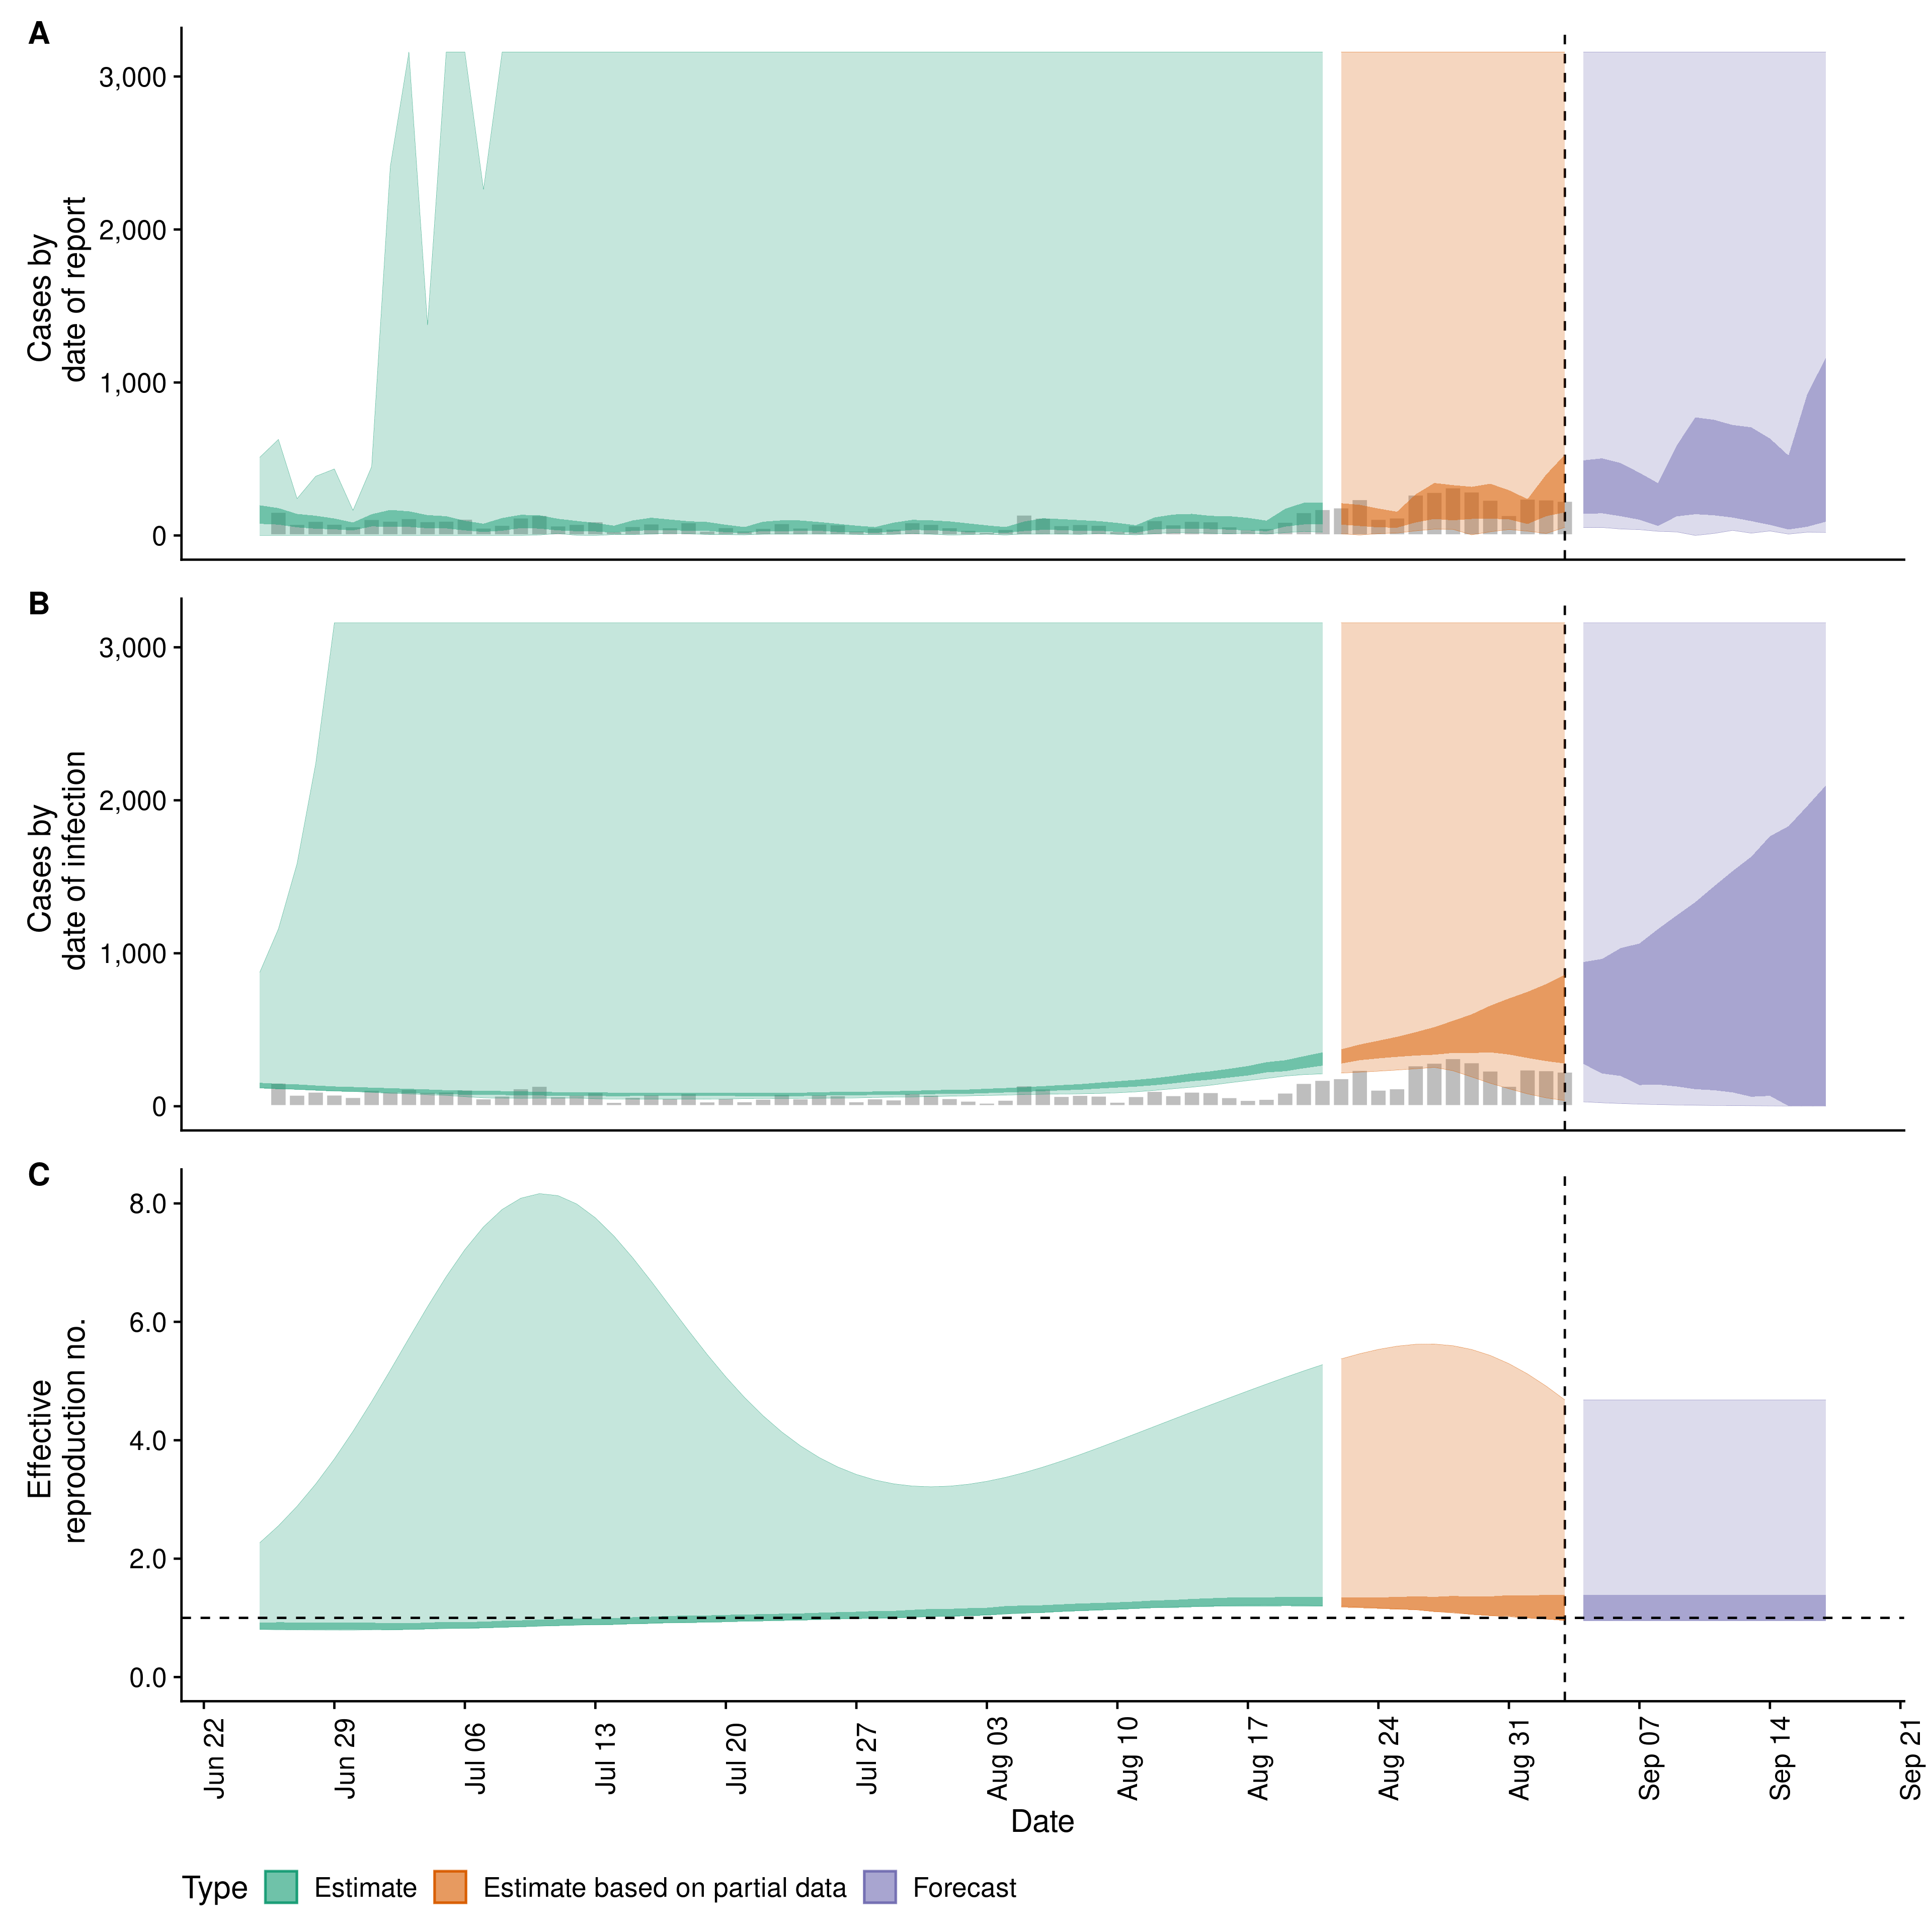 A
Cases by
date of report
3,000
2,000
1,000
0
B
Cases by
date of infection
3,000
2,000
1,000
0
C
Effective
reproduction no.
8.0
6.0
4.0
2.0
0.0
Jun 22
Jun 29
Jul 06
Jul 13
Jul 20
Jul 27
Aug 03
Aug 10
Aug 17
Aug 24
Aug 31
Sep 07
Sep 14
Sep 21
Date
Type Estimate Estimate based on partial data Forecast